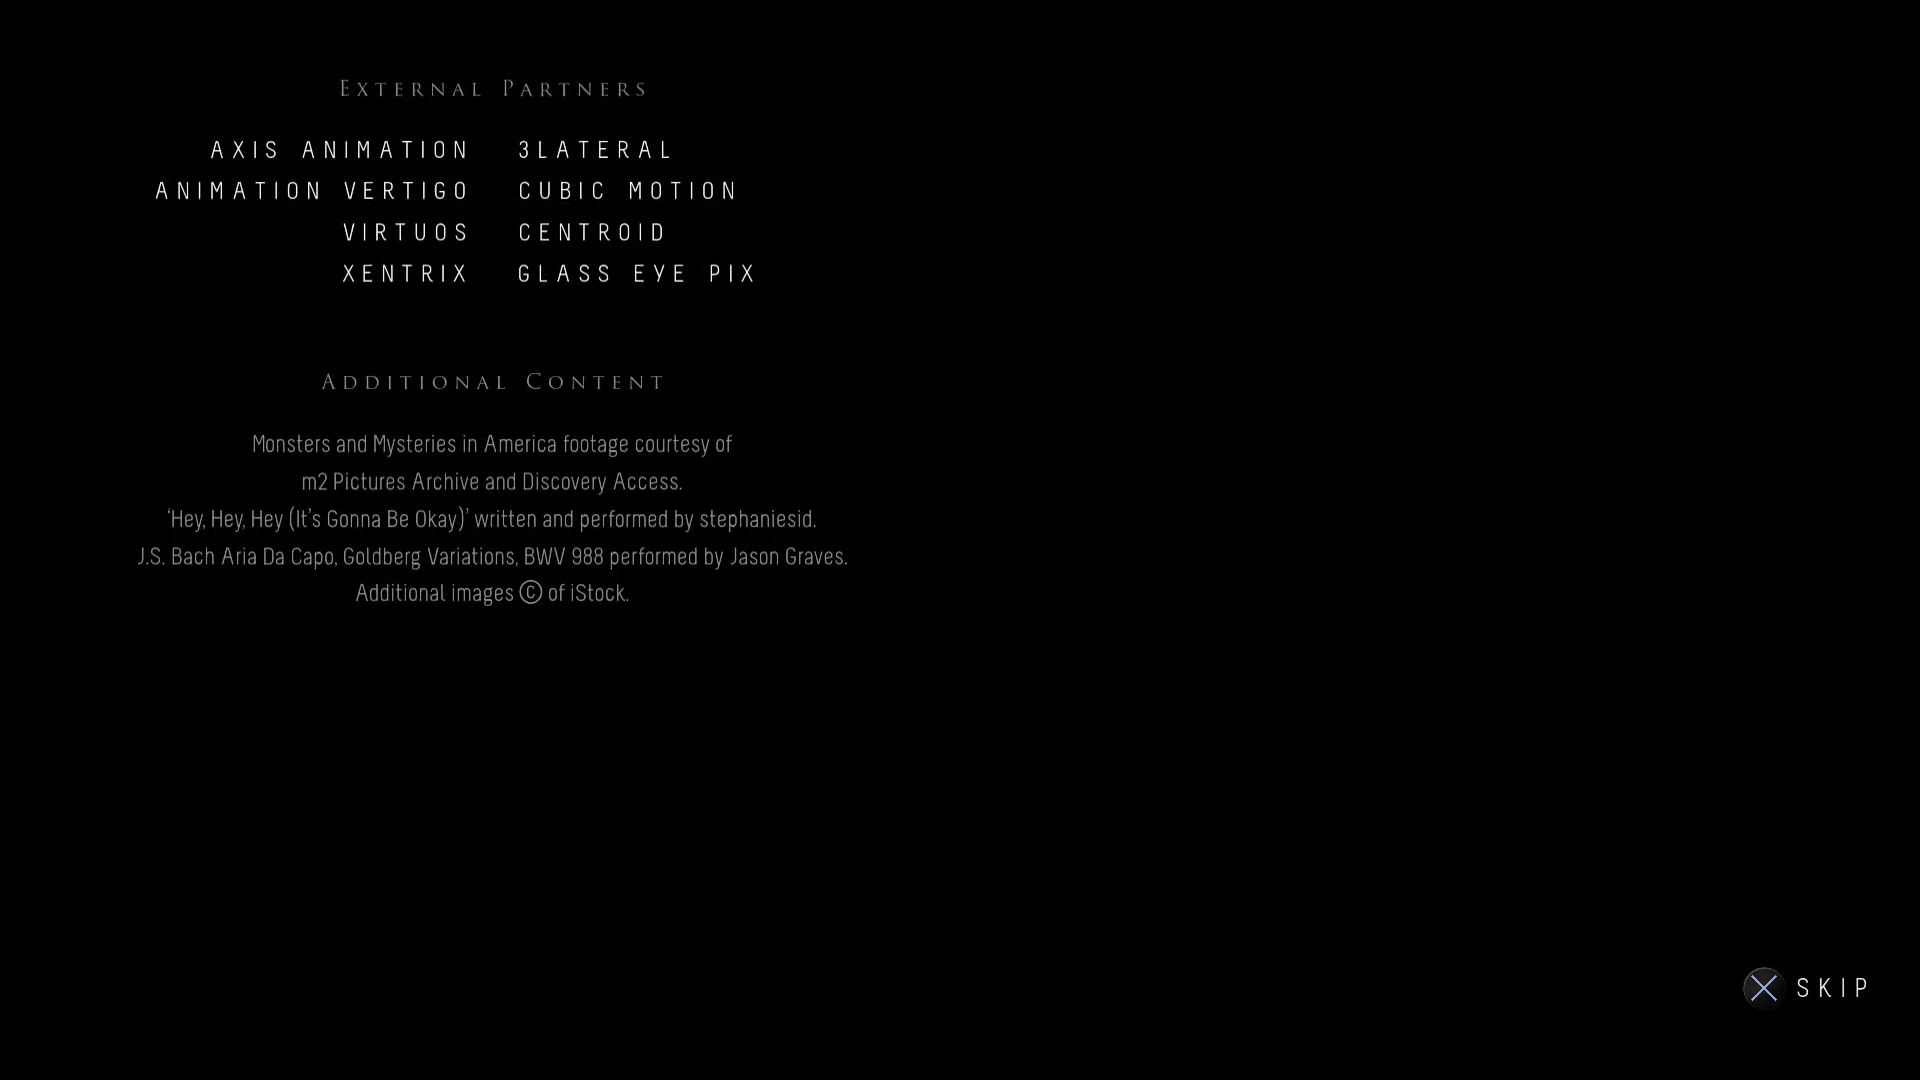 External Partners
AXIS ANIMATION 3LATERAL
ANIMATION VERTIGO CUBIC MOTION
VIRTUOS CENTROID
XENTRIX GLASS EYE PIX
Additional Content
Monsters and Mysteries in America footage courtesy of
m2 Pictures Archive and Discovery Access.
‘Hey, Hey, Hey (It’s Gonna Be Okay)’ written and performed by stephaniesid.
J.S. Bach Aria Da Capo, Goldberg Variations, BWV 988 performed by Jason Graves.
Additional images © of iStock.
SKIP